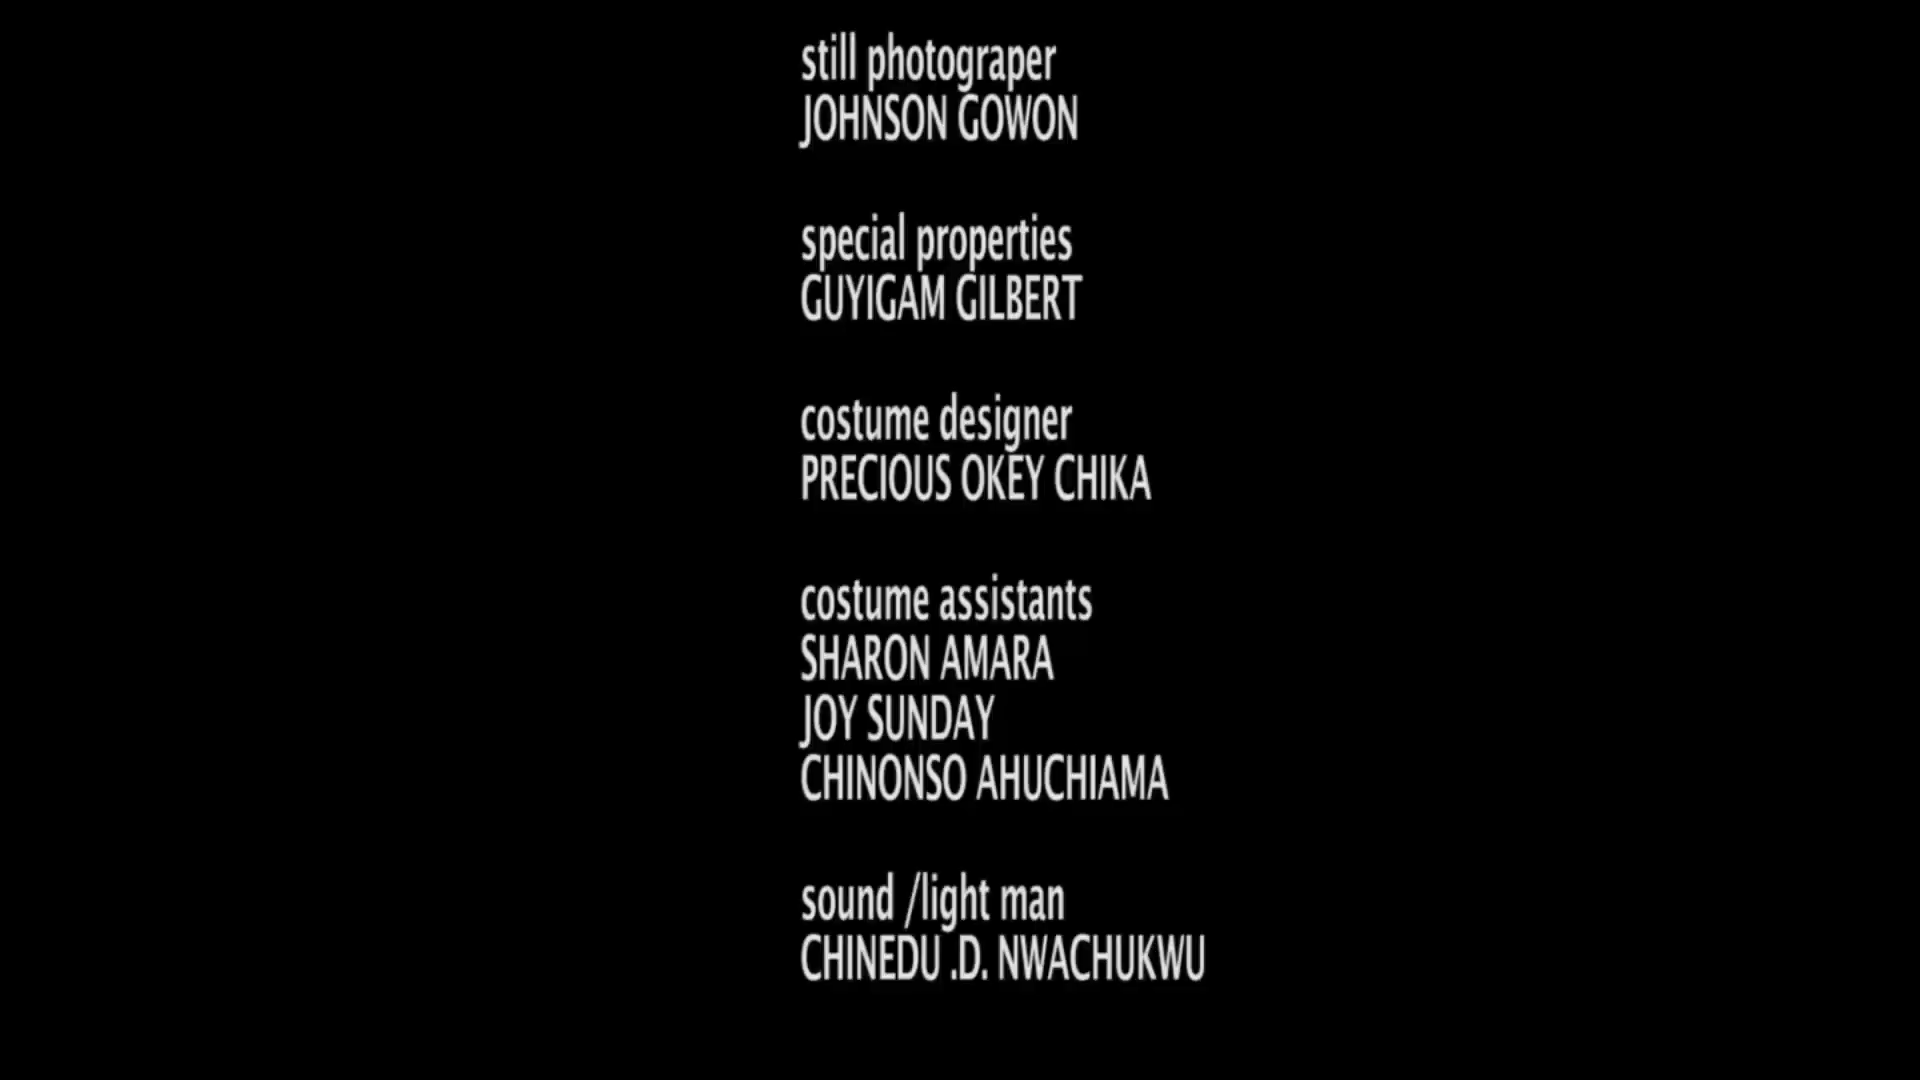 still photograper
JOHNSON GOWON
special properties
GUYIGAM GILBERT
costume designer
PRECIOUS OKEY CHIKA
costume assistants
SHARON AMARA
JOY SUNDAY
CHINONSO AHUCHIAMA
sound /light man
CHINEDU .D. NWACHUKWU